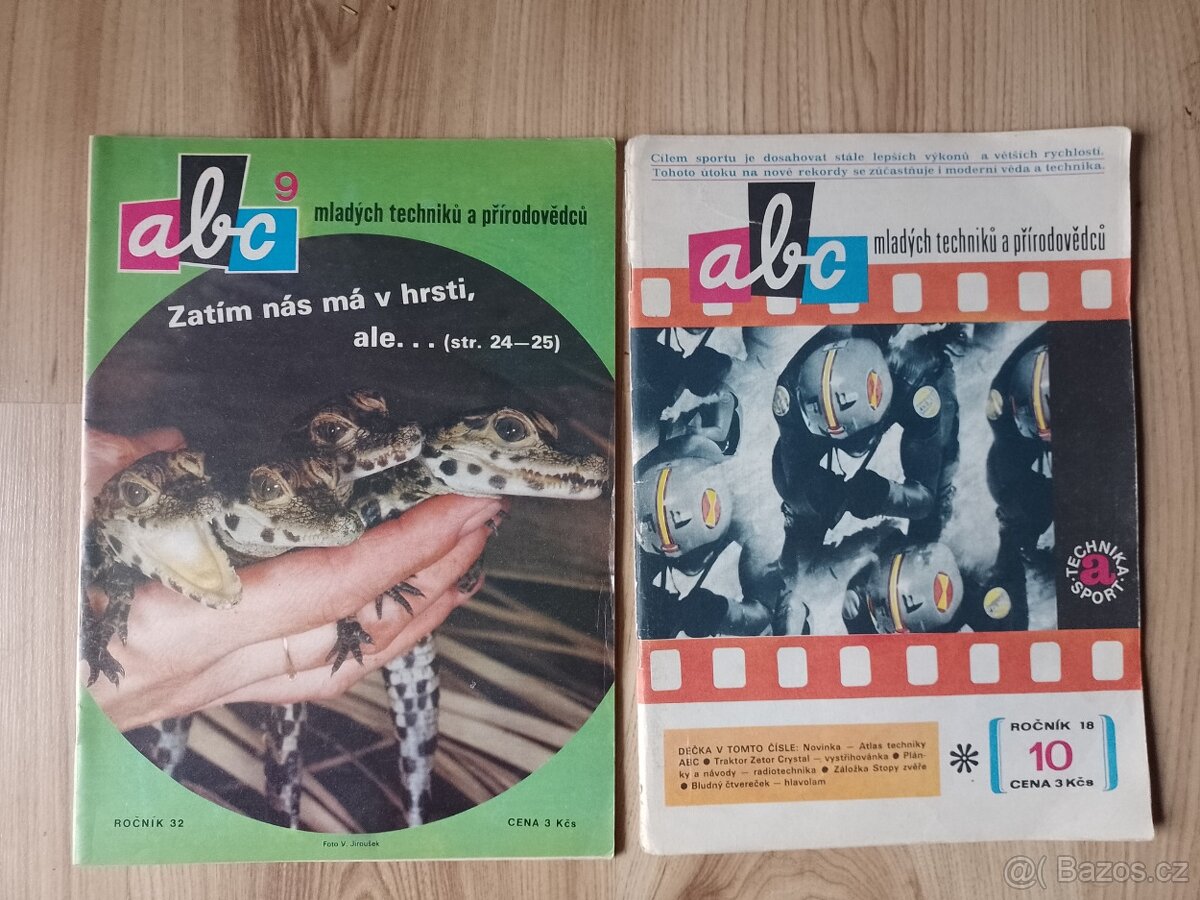 abc
9
mladých techniků a přírodovědců
Zatím nás má v hrsti,
ale... (str. 24—25)
ROČNÍK 32
CENA 3 Kčs
Foto V. Jiroušek
Cílem sportu je dosahovat stále lepších výkonů a větších rychlostí.
Tohoto útoku na nové rekordy se zúčastňuje i moderní věda a technika.
abc
mladých techniků a přírodovědců
TECHNIKA
a
SPORT
DÉČKA V TOMTO ČÍSLE: Novinka — Atlas techniky
ABC ● Traktor Zetor Crystal — vystřihovánka ● Plán-
ky a návody — radiotechnika ● Záložka Stopy zvěře
● Bludný čtvereček — hlavolam
ROČNÍK 18
10
CENA 3 Kčs
@( Bazos.cz